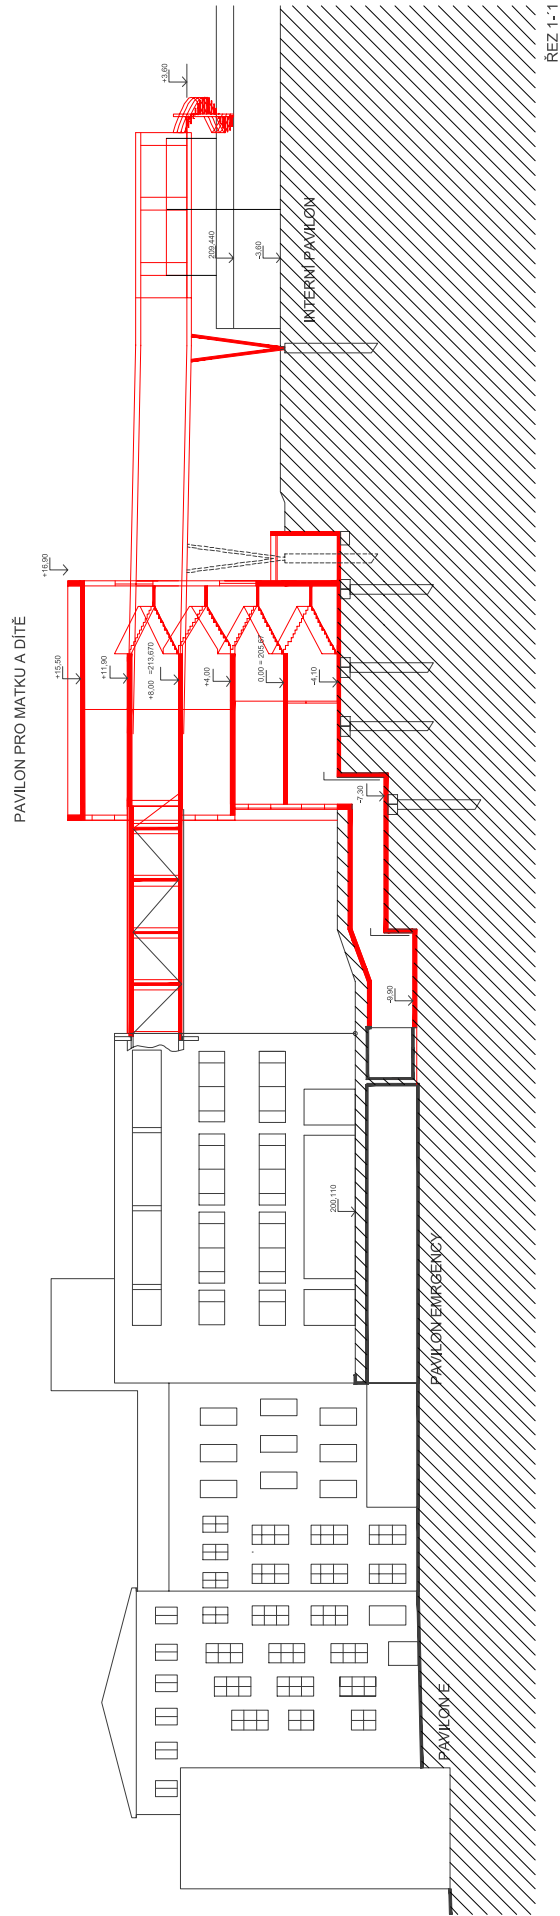 PAVILON PRO MATKU A DÍTĚ
+16,90
+15,50
+11,90
+8,00 =213,670
+4,00
0,00 = 205,67
-4,10
-7,30
-9,90
200,110
+3,60
209,440
-3,60
INTERNÍ PAVILON
PAVILON EMRGENCY
PAVILON E
ŘEZ 1-´1